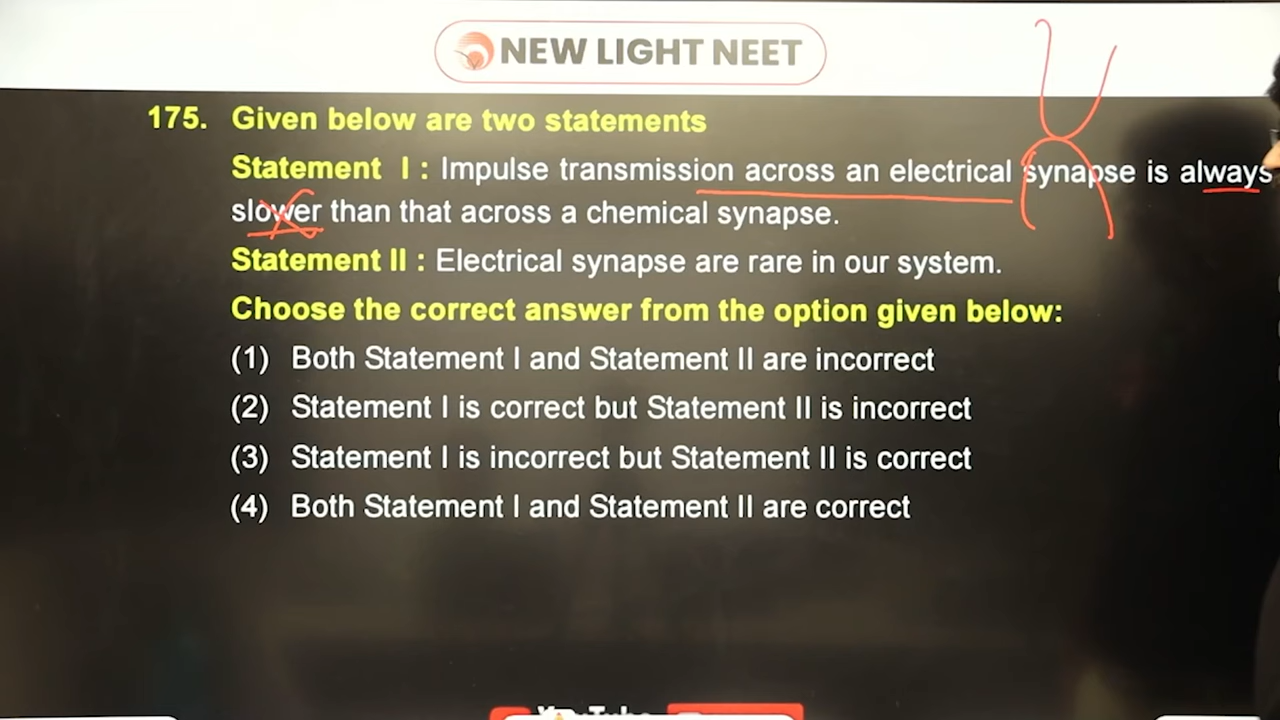 NEW LIGHT NEET
175. Given below are two statements
Statement I : Impulse transmission across an electrical synapse is always
slower than that across a chemical synapse.
Statement II : Electrical synapse are rare in our system.
Choose the correct answer from the option given below:
(1) Both Statement I and Statement II are incorrect
(2) Statement I is correct but Statement II is incorrect
(3) Statement I is incorrect but Statement II is correct
(4) Both Statement I and Statement II are correct